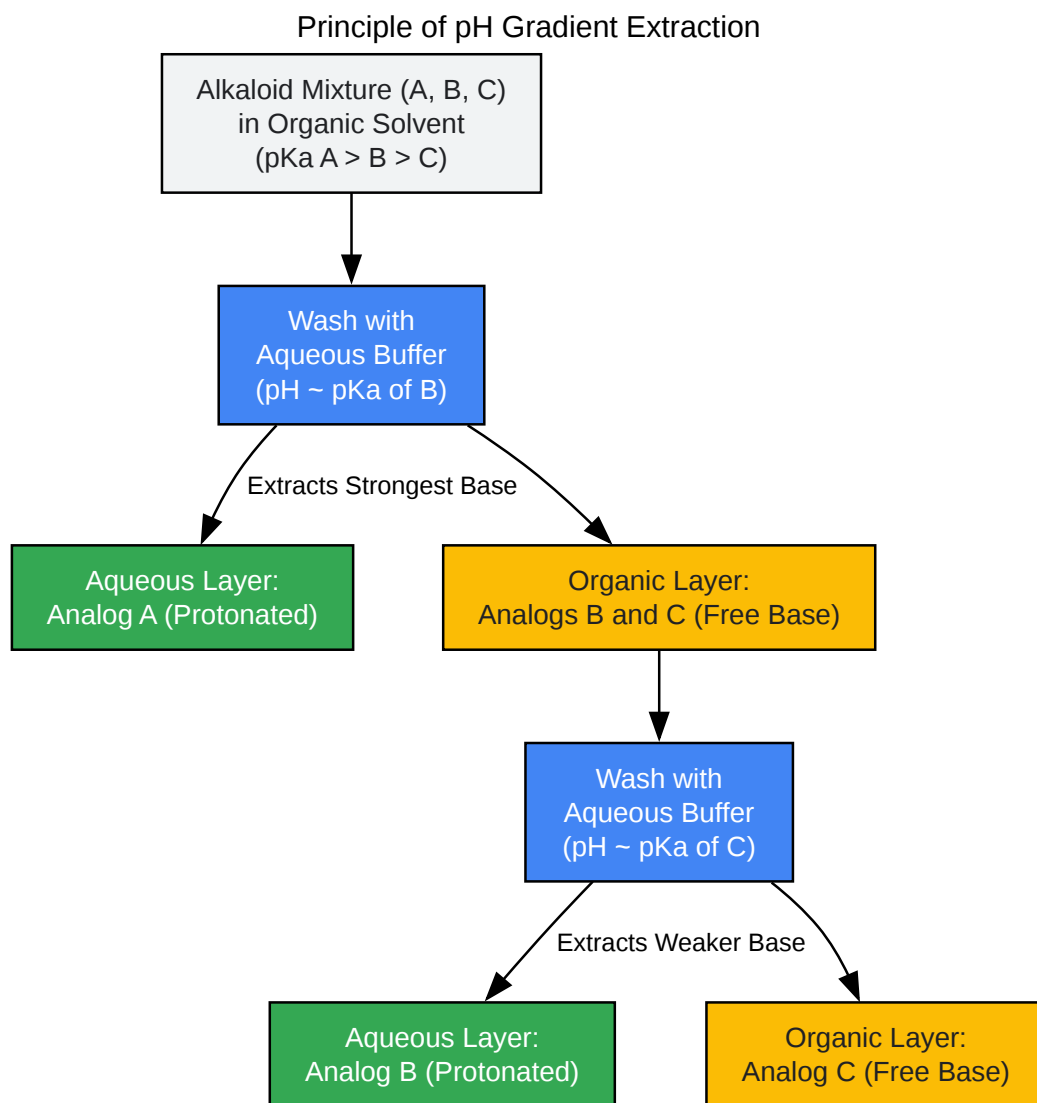 Principle of pH Gradient Extraction
Alkaloid Mixture (A, B, C)
in Organic Solvent
(pKa A > B > C)
Wash with
Aqueous Buffer
(pH ~ pKa of B)
Extracts Strongest Base
Aqueous Layer:
Analog A (Protonated)
Organic Layer:
Analogs B and C (Free Base)
Wash with
Aqueous Buffer
(pH ~ pKa of C)
Extracts Weaker Base
Aqueous Layer:
Analog B (Protonated)
Organic Layer:
Analog C (Free Base)